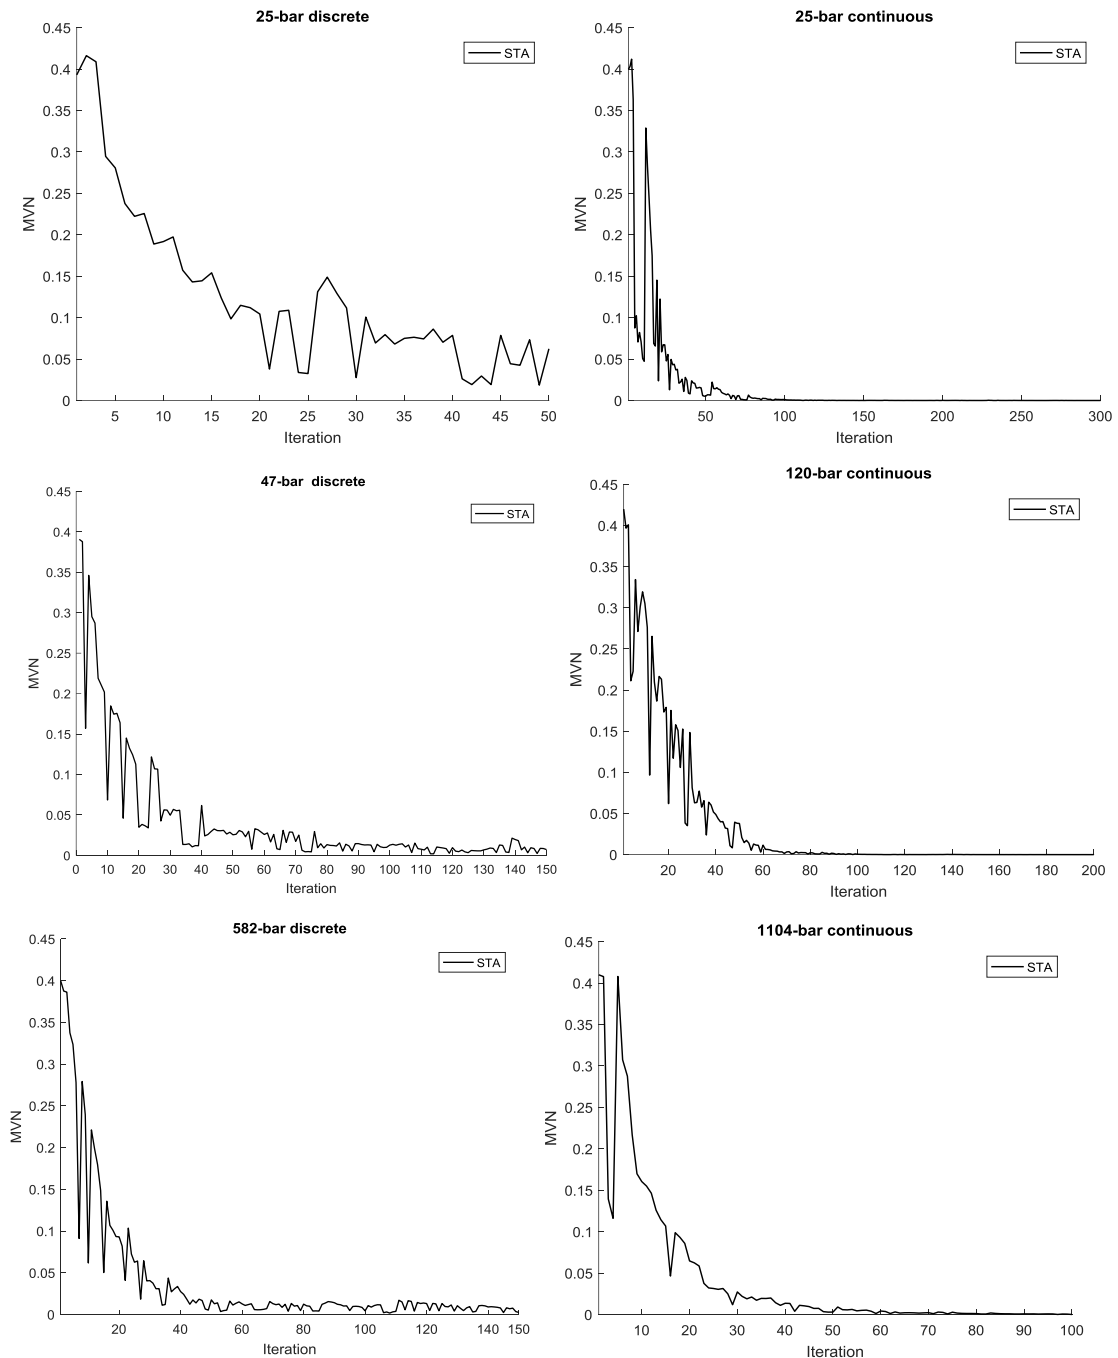 25-bar discrete
STA
0.45
0.4
0.35
0.3
0.25
0.2
0.15
0.1
0.05
0
MVN
5 10 15 20 25 30 35 40 45 50
Iteration
25-bar continuous
STA
0.45
0.4
0.35
0.3
0.25
0.2
0.15
0.1
0.05
0
MVN
50 100 150 200 250 300
Iteration
47-bar discrete
STA
0.45
0.4
0.35
0.3
0.25
0.2
0.15
0.1
0.05
0
MVN
0 10 20 30 40 50 60 70 80 90 100 110 120 130 140 150
Iteration
120-bar continuous
STA
0.45
0.4
0.35
0.3
0.25
0.2
0.15
0.1
0.05
0
MVN
20 40 60 80 100 120 140 160 180 200
Iteration
582-bar discrete
STA
0.45
0.4
0.35
0.3
0.25
0.2
0.15
0.1
0.05
0
MVN
20 40 60 80 100 120 140 150
Iteration
1104-bar continuous
STA
0.45
0.4
0.35
0.3
0.25
0.2
0.15
0.1
0.05
0
MVN
10 20 30 40 50 60 70 80 90 100
Iteration